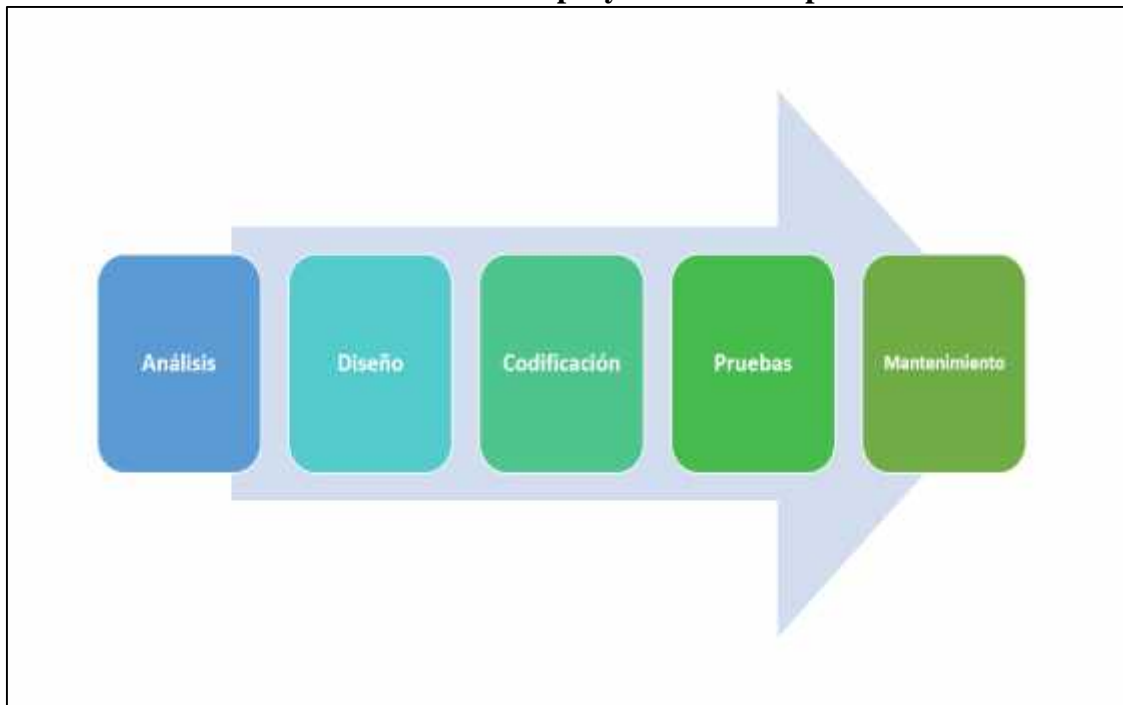 Análisis
Diseño
Codificación
Pruebas
Mantenimiento